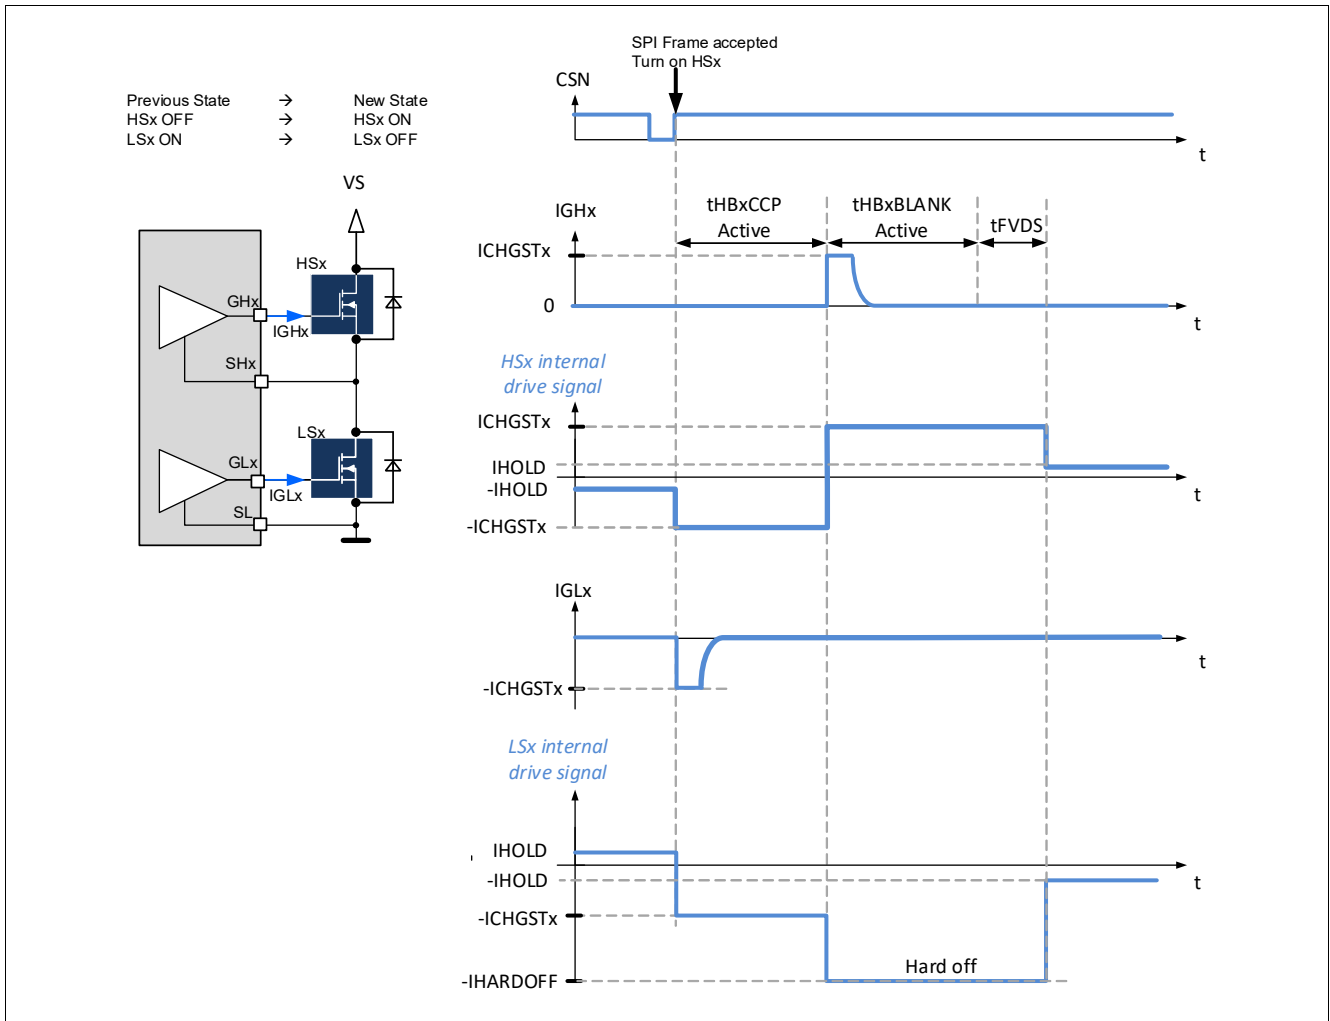 SPI Frame accepted
Turn on HSx
CSN
t
Previous State → New State
HSx OFF → HSx ON
LSx ON → LSx OFF
VS
HSx
GHx
IGHx
SHx
LSx
GLx
IGLx
SL
IGHx
tHBxCCP
Active
tHBxBLANK
Active
tFVDS
ICHGSTx
0
t
HSx internal
drive signal
ICHGSTx
IHOLD
-IHOLD
-ICHGSTx
t
IGLx
-ICHGSTx
t
LSx internal
drive signal
IHOLD
-IHOLD
-ICHGSTx
-IHARDOFF
Hard off
t